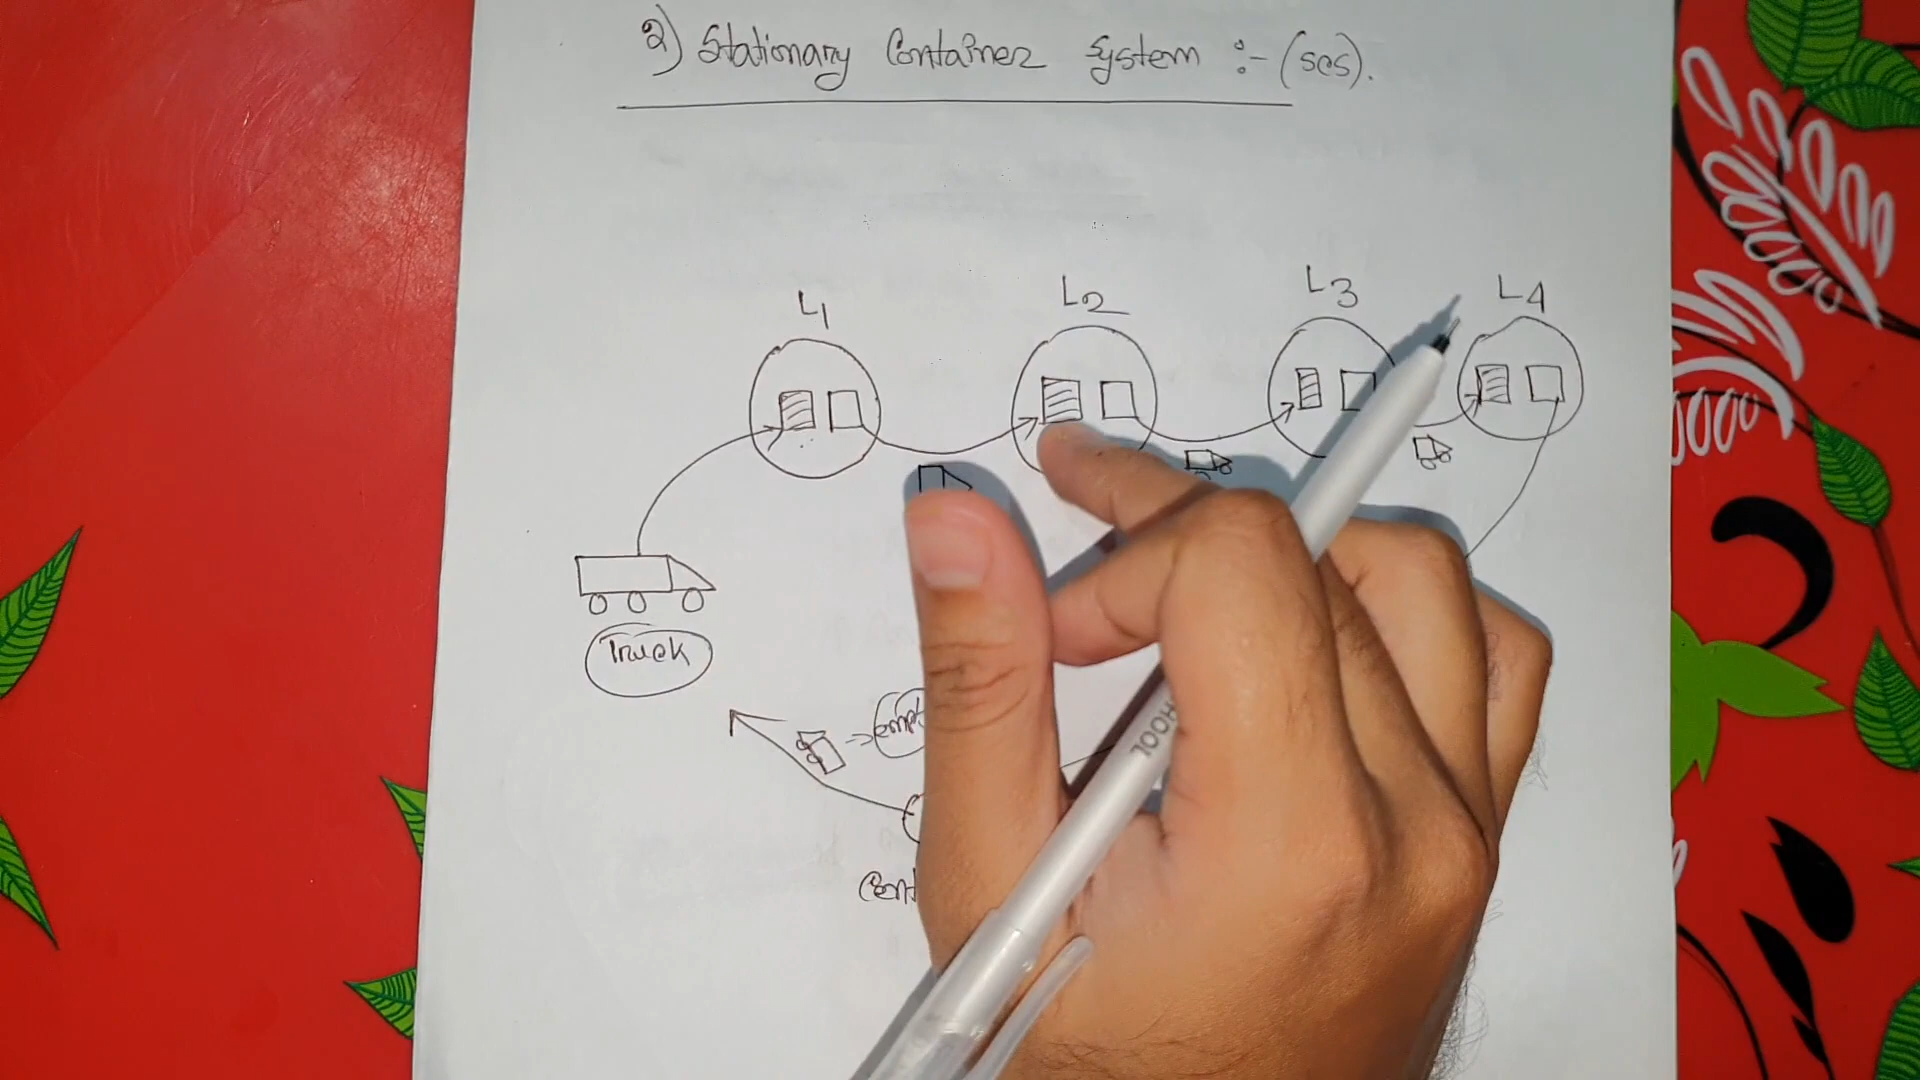 2) Stationary Container System :- (scs).
L1 L2 L3 L4
Truck